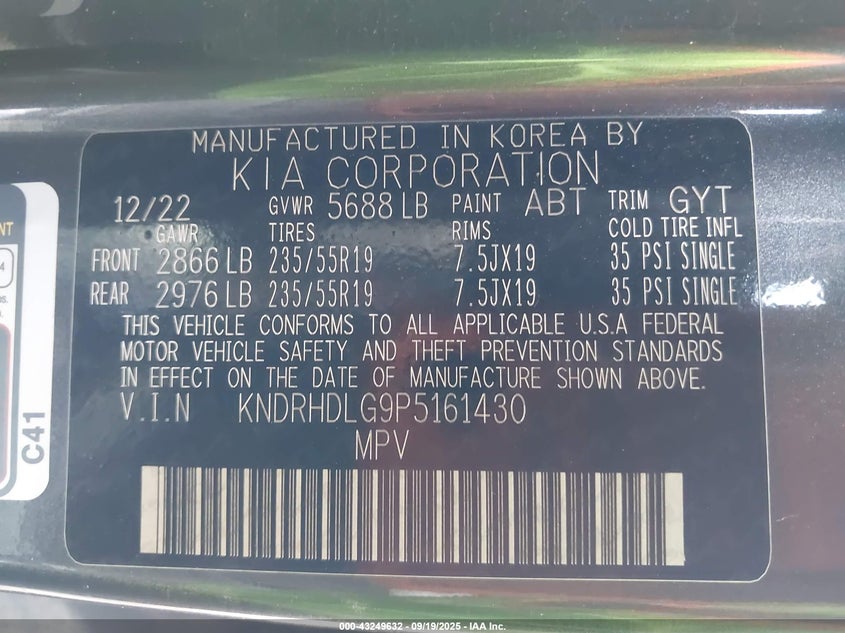 MANUFACTURED IN KOREA BY
KIA CORPORATION
12/22 GVWR 5688 LB PAINT ABT TRIM GYT
GAWR TIRES RIMS COLD TIRE INFL
FRONT 2866 LB 235/55R19 7.5JX19 35 PSI SINGLE
REAR 2976 LB 235/55R19 7.5JX19 35 PSI SINGLE
THIS VEHICLE CONFORMS TO ALL APPLICABLE U.S.A FEDERAL
MOTOR VEHICLE SAFETY AND THEFT PREVENTION STANDARDS
IN EFFECT ON THE DATE OF MANUFACTURE SHOWN ABOVE.
V.I.N KNDRHDLG9P5161430
MPV
C41
000-43249632 - 09/19/2025 - IAA Inc.